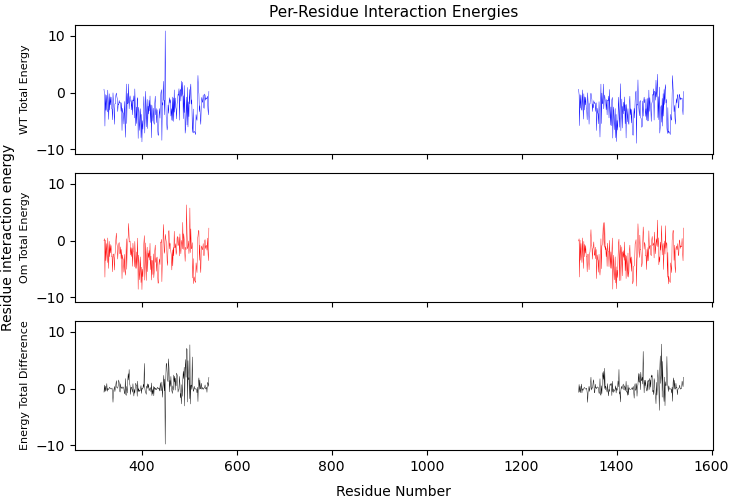 Per-Residue Interaction Energies
Residue interaction energy
WT Total Energy
10
0
−10
Om Total Energy
10
0
−10
Energy Total Difference
10
0
−10
400 600 800 1000 1200 1400 1600
Residue Number